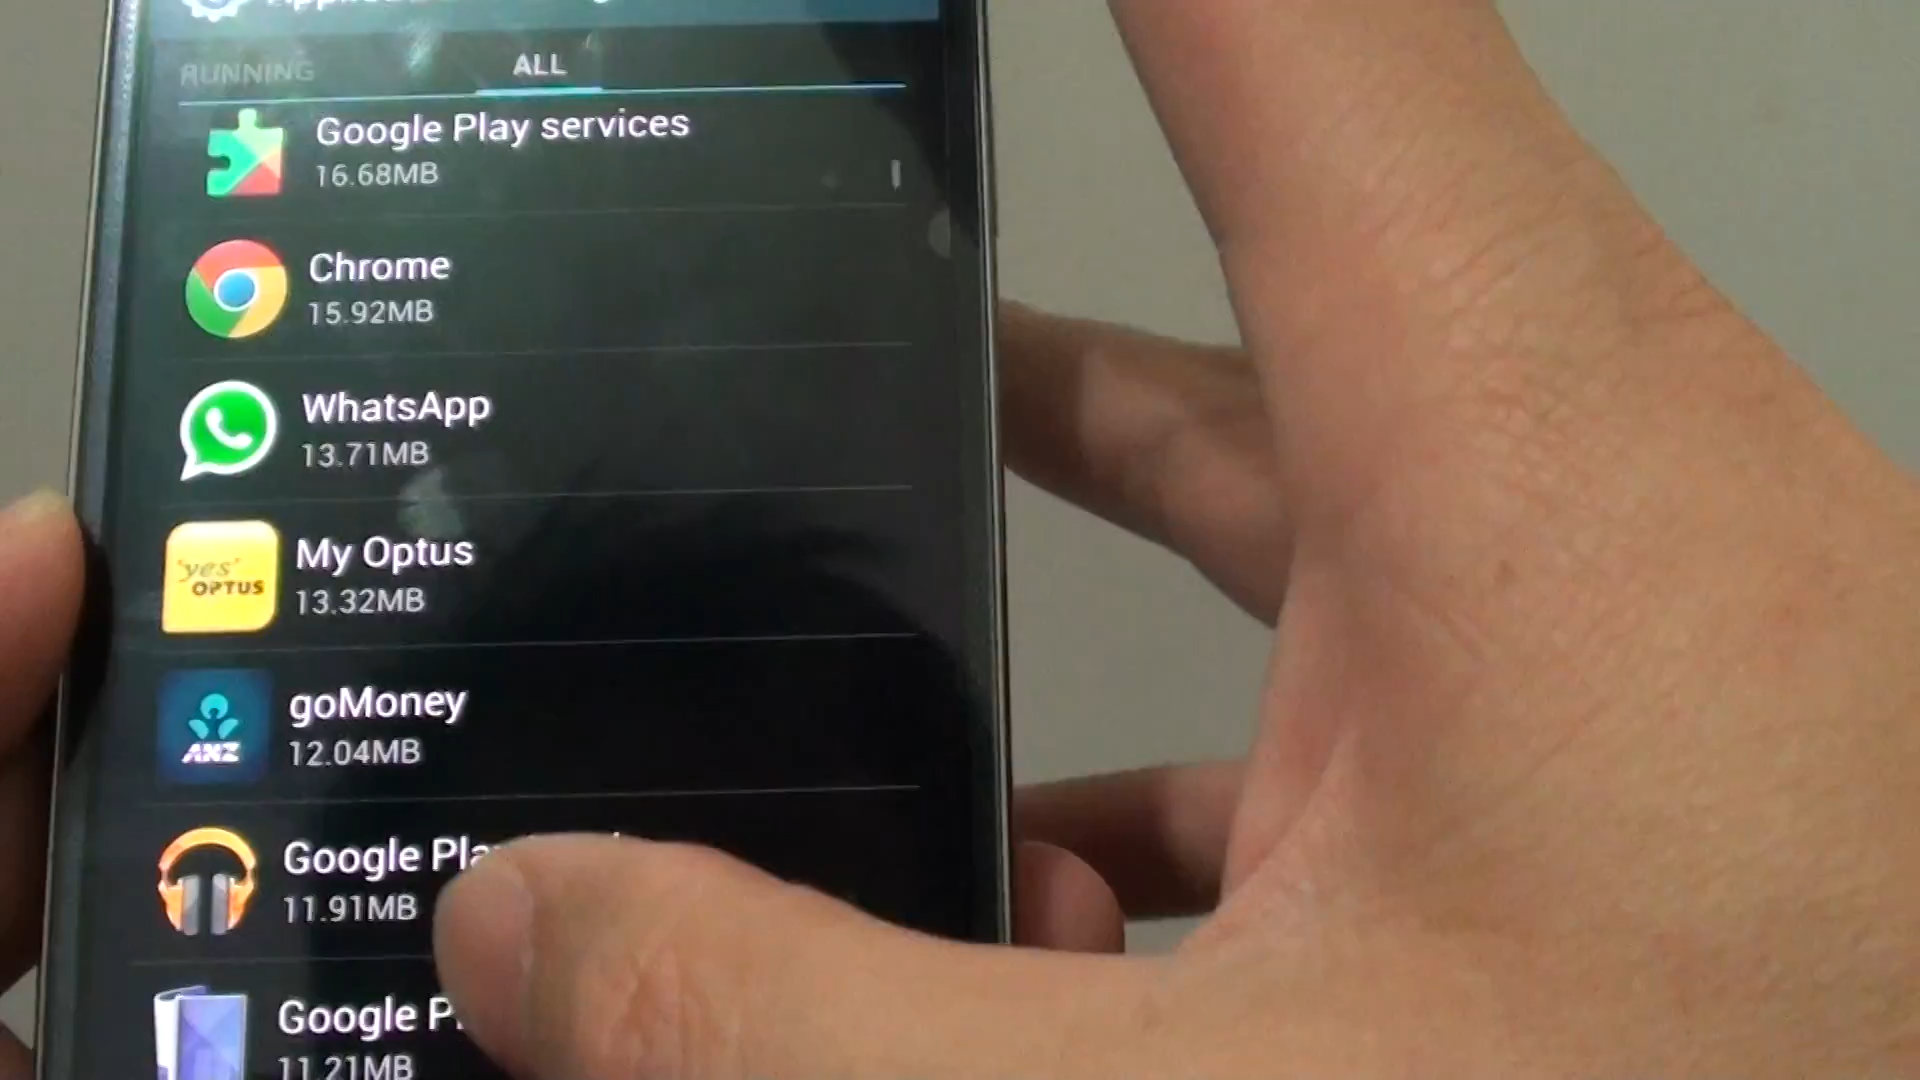 RUNNING
ALL
Google Play services
16.68MB
Chrome
15.92MB
WhatsApp
13.71MB
My Optus
13.32MB
'yes'
OPTUS
goMoney
12.04MB
ANZ
Google
11.91MB
Google
11.21MB